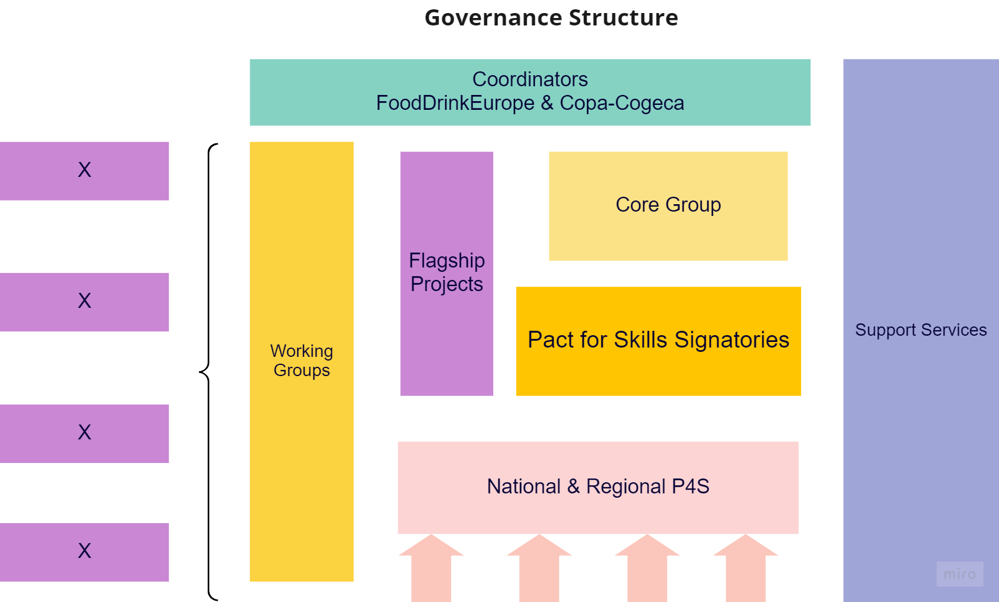 Governance Structure
Coordinators
FoodDrinkEurope & Copa-Cogeca
X
X
X
X
Working
Groups
Flagship
Projects
Core Group
Pact for Skills Signatories
National & Regional P4S
Support Services
miro